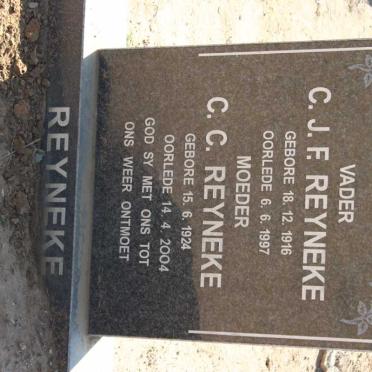 VADER
C. J. F. REYNEKE
GEBORE 18. 12. 1916
OORLEDE 6. 6. 1997
MOEDER
C. C. REYNEKE
GEBORE 15. 6. 1924
OORLEDE 14. 4. 2004
GOD SY MET ONS TOT
ONS WEER ONTMOET
REYNEKE